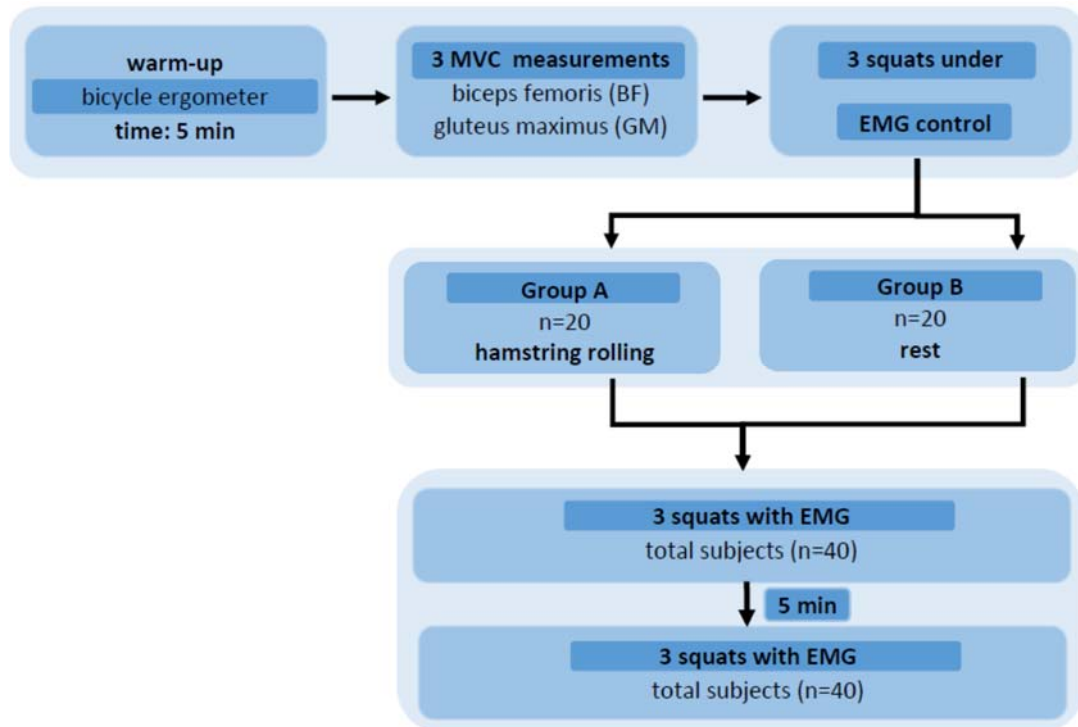 warm-up
bicycle ergometer
time: 5 min
3 MVC measurements
biceps femoris (BF)
gluteus maximus (GM)
3 squats under
EMG control
Group A
n=20
hamstring rolling
Group B
n=20
rest
3 squats with EMG
total subjects (n=40)
5 min
3 squats with EMG
total subjects (n=40)